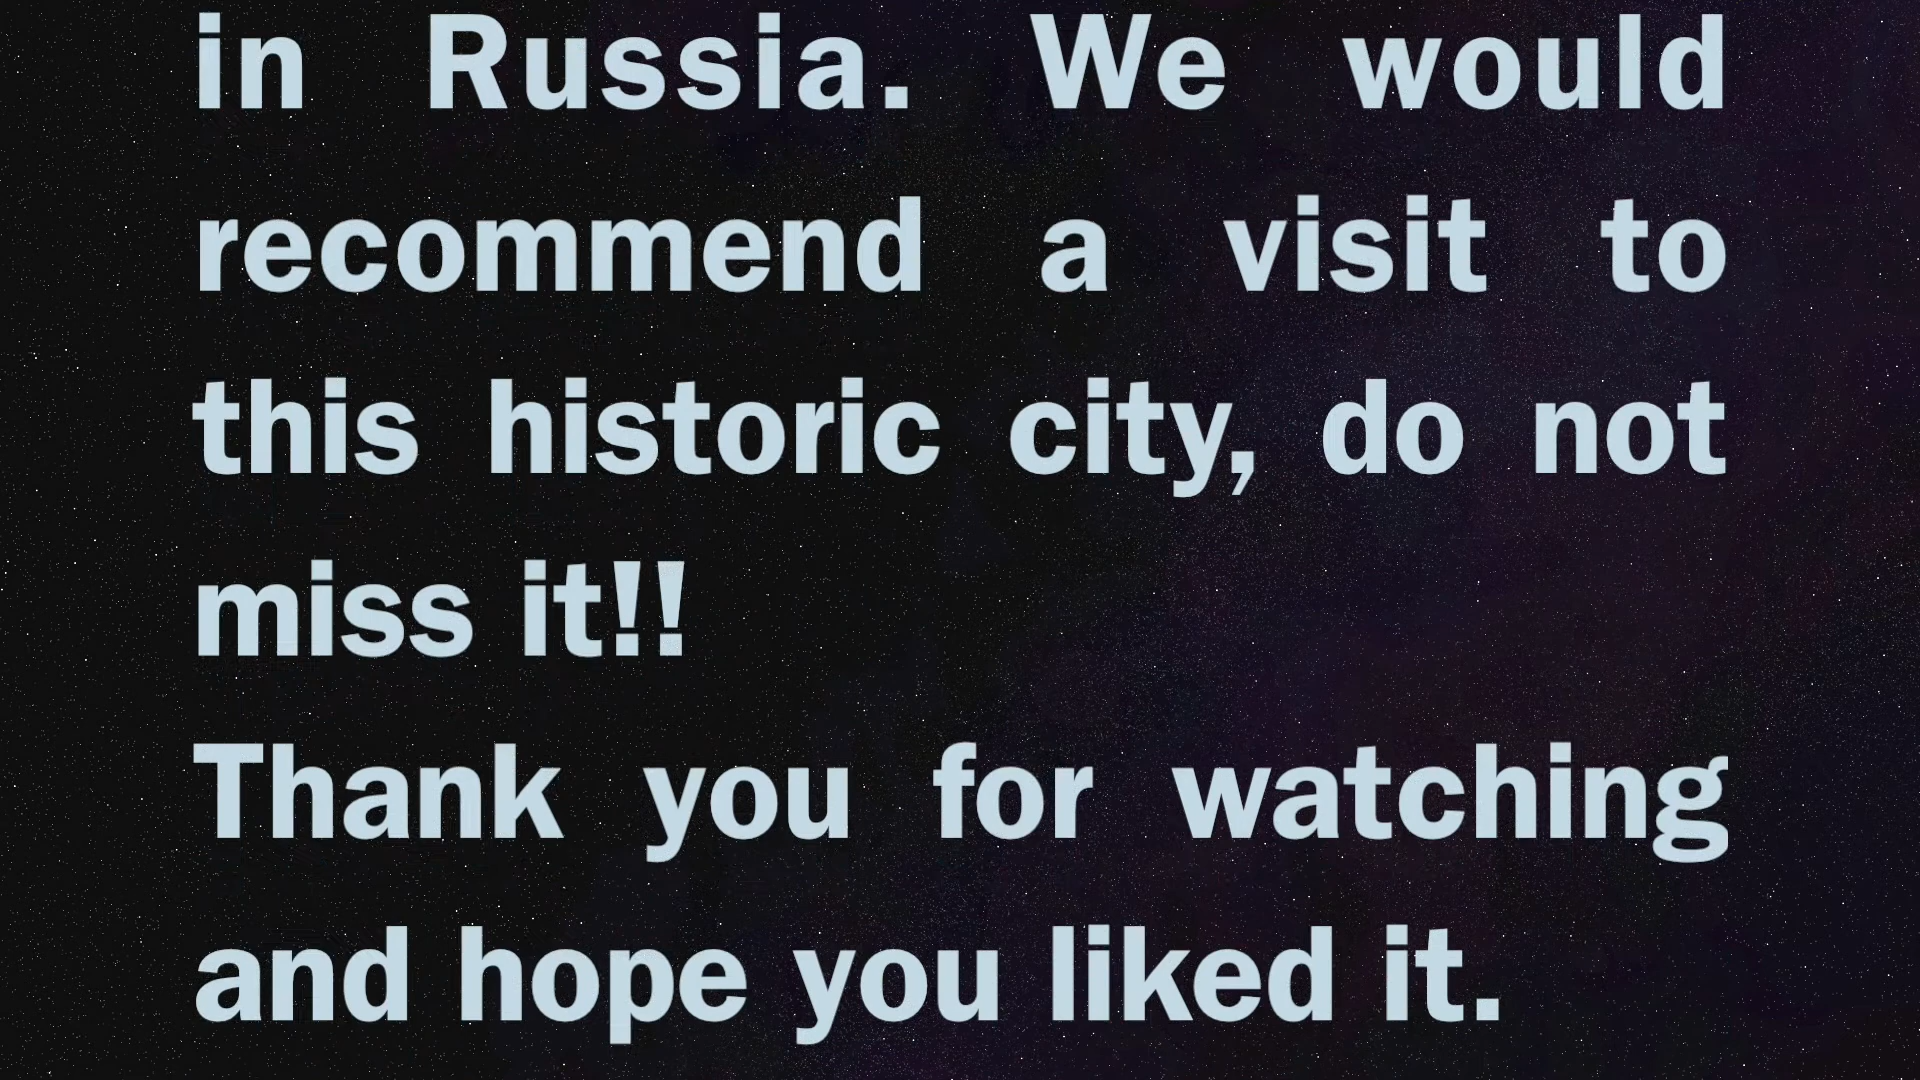 in Russia. We would
recommend a visit to
this historic city, do not
miss it!!
Thank you for watching
and hope you liked it.